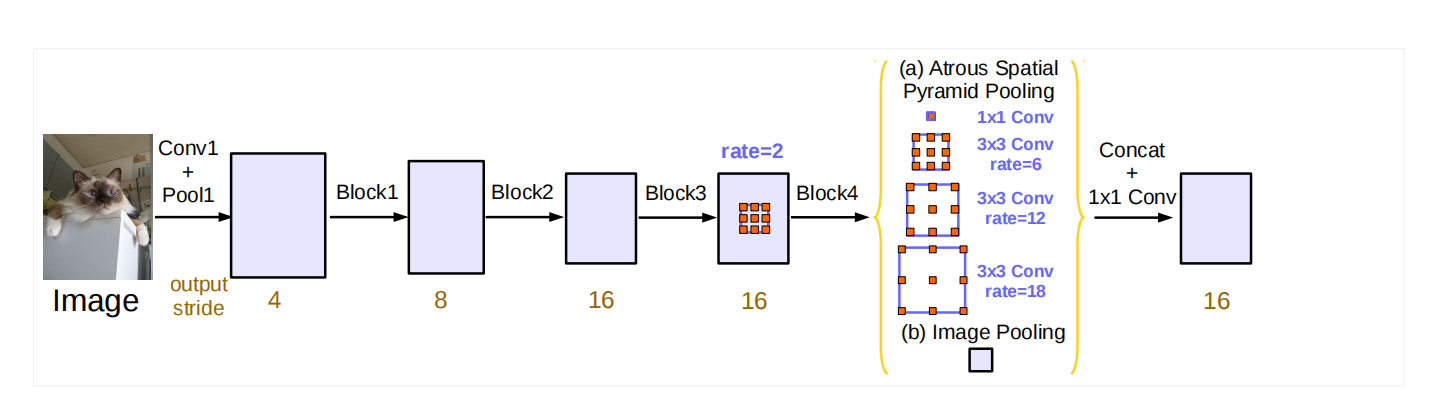 Image
Conv1
+
Pool1
output
stride
4
Block1
8
Block2
16
Block3
rate=2
16
Block4
(a) Atrous Spatial
Pyramid Pooling
1x1 Conv
3x3 Conv
rate=6
3x3 Conv
rate=12
3x3 Conv
rate=18
(b) Image Pooling
Concat
+
1x1 Conv
16